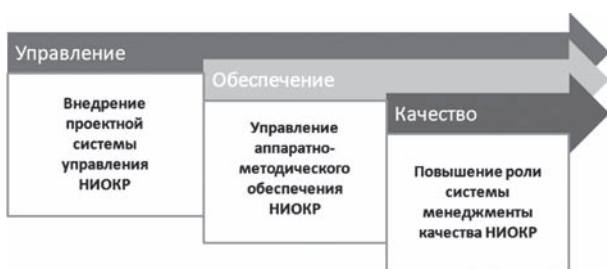 Управление
Внедрение
проектной
системы
управления
НИОКР
Обеспечение
Управление
аппаратно-
методического
обеспечения
НИОКР
Качество
Повышение роли
системы
менеджменты
качества НИОКР